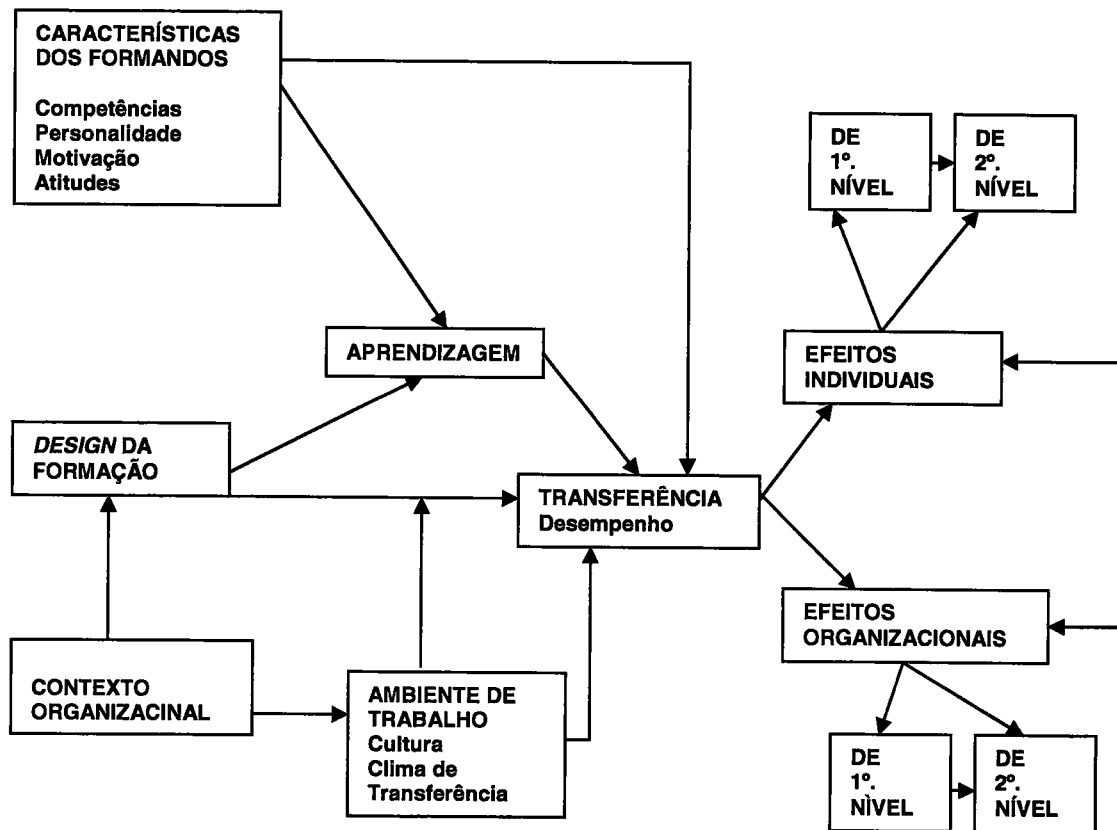 CARACTERÍSTICAS
DOS FORMANDOS
Competências
Personalidade
Motivação
Atitudes
DE
1º.
NÍVEL
DE
2º.
NÍVEL
APRENDIZAGEM
EFEITOS
INDIVIDUAIS
DESIGN DA
FORMAÇÃO
TRANSFERÊNCIA
Desempenho
EFEITOS
ORGANIZACIONAIS
CONTEXTO
ORGANIZACINAL
AMBIENTE DE
TRABALHO
Cultura
Clima de
Transferência
DE
1º.
NÌVEL
DE
2º.
NÍVEL